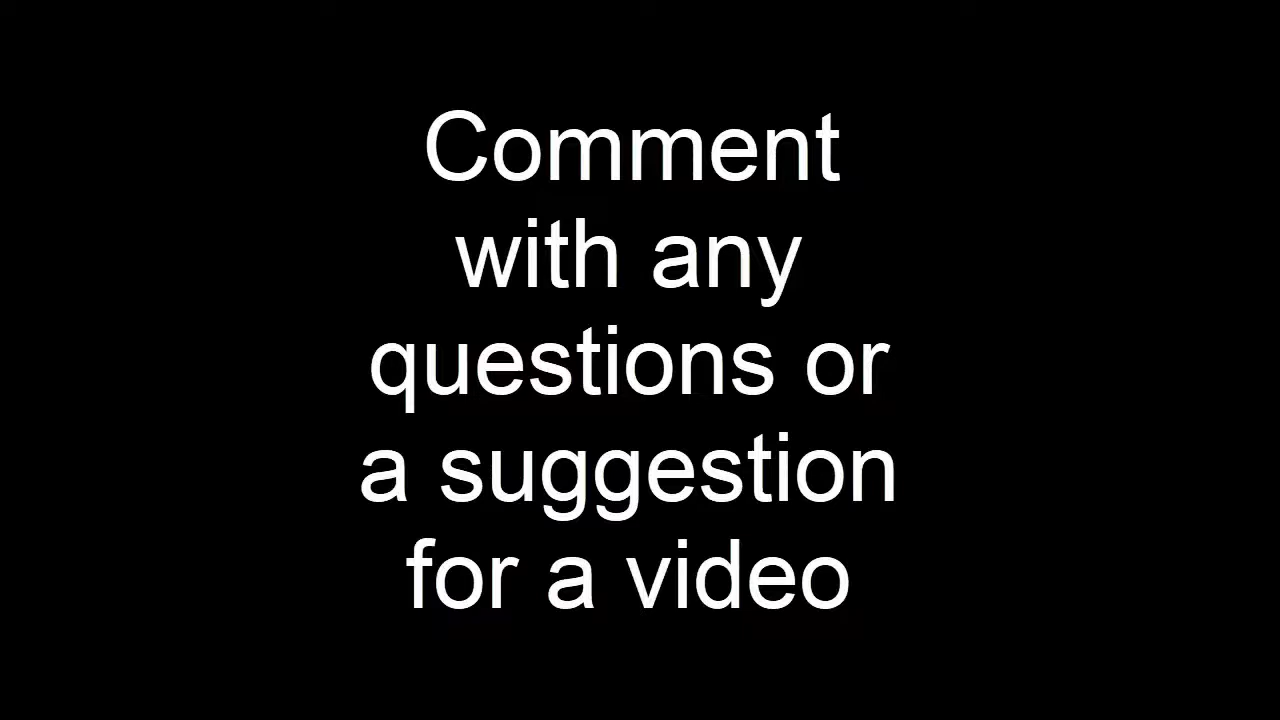 Comment
with any
questions or
a suggestion
for a video